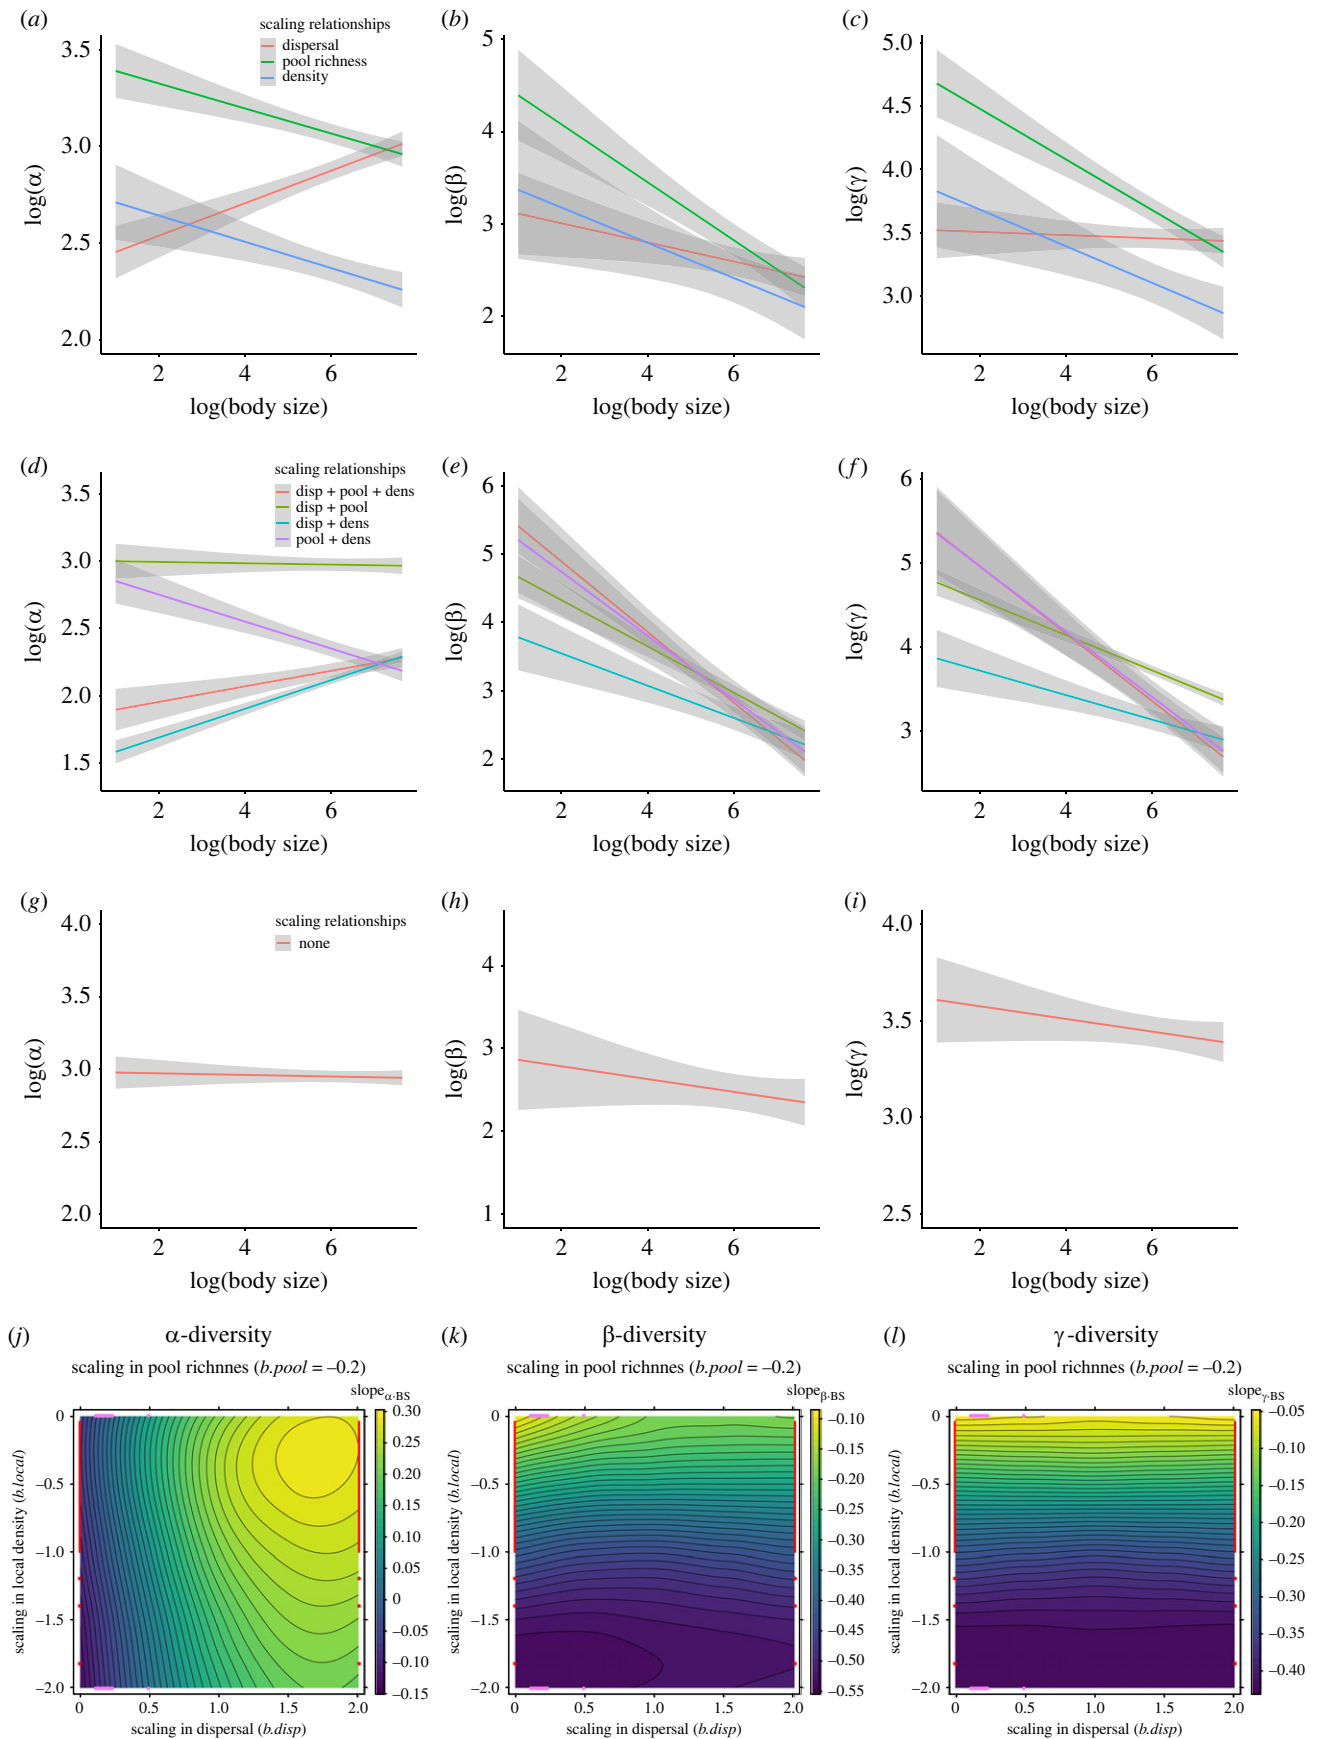 (a)
scaling relationships
dispersal
pool richness
density
3.5
3.0
2.5
2.0
log(α)
2 4 6
log(body size)
(b)
5
4
3
2
log(β)
2 4 6
log(body size)
(c)
5.0
4.5
4.0
3.5
3.0
log(γ)
2 4 6
log(body size)
(d)
scaling relationships
disp + pool + dens
disp + pool
disp + dens
pool + dens
3.5
3.0
2.5
2.0
1.5
log(α)
2 4 6
log(body size)
(e)
6
5
4
3
2
log(β)
2 4 6
log(body size)
(f)
6
5
4
3
log(γ)
2 4 6
log(body size)
(g)
scaling relationships
none
4.0
3.5
3.0
2.5
2.0
log(α)
2 4 6
log(body size)
(h)
4
3
2
1
log(β)
2 4 6
log(body size)
(i)
4.0
3.5
3.0
2.5
log(γ)
2 4 6
log(body size)
(j)
α-diversity
scaling in pool richnnes (b.pool = –0.2)
slopeα-BS
0
–0.5
–1.0
–1.5
–2.0
scaling in local density (b.local)
0 0.5 1.0 1.5 2.0
scaling in dispersal (b.disp)
0.30
0.25
0.20
0.15
0.10
0.05
0
–0.05
–0.10
–0.15
(k)
β-diversity
scaling in pool richnnes (b.pool = –0.2)
slopeβ-BS
0
–0.5
–1.0
–1.5
–2.0
scaling in local density (b.local)
0 0.5 1.0 1.5 2.0
scaling in dispersal (b.disp)
–0.10
–0.15
–0.20
–0.25
–0.30
–0.35
–0.40
–0.45
–0.50
–0.55
(l)
γ-diversity
scaling in pool richnnes (b.pool = –0.2)
slopeγ-BS
0
–0.5
–1.0
–1.5
–2.0
scaling in local density (b.local)
0 0.5 1.0 1.5 2.0
scaling in dispersal (b.disp)
–0.05
–0.10
–0.15
–0.20
–0.25
–0.30
–0.35
–0.40